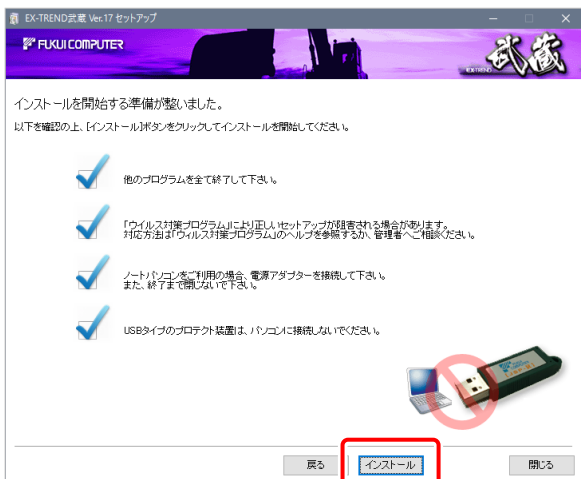 EX-TREND武蔵 Ver.17 セットアップ
FUKUI COMPUTER
EX-TREND 武蔵
インストールを開始する準備が整いました。
以下を確認の上、[インストール]ボタンをクリックしてインストールを開始してください。
他のプログラムを全て終了して下さい。
「ウイルス対策プログラム」により正しいセットアップが阻害される場合があります。
対応方法は「ウィルス対策プログラム」のヘルプを参照するか、管理者へご相談ください。
ノートパソコンをご利用の場合、電源アダプターを接続して下さい。
また、終了まで閉じないで下さい。
USBタイプのプロテクト装置は、パソコンに接続しないでください。
戻る
インストール
閉じる